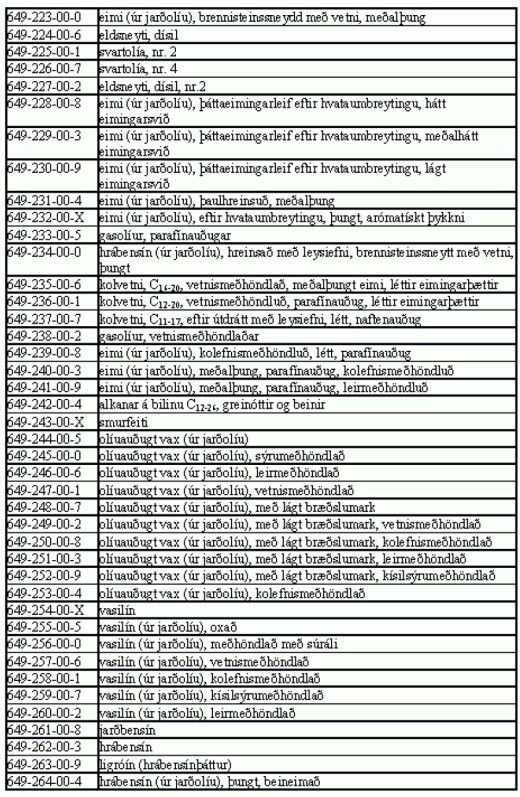 649-223-00-0 eimi (úr jarðolíu), brennisteinssneydd með vetni, meðalþung
649-224-00-6 eldsneyti, dísil
649-225-00-1 svartolía, nr. 2
649-226-00-7 svartolía, nr. 4
649-227-00-2 eldsneyti, dísil, nr.2
649-228-00-8 eimi (úr jarðolíu), þáttaeimingarleif eftir hvataumbreytingu, hátt
eimingarsvið
649-229-00-3 eimi (úr jarðolíu), þáttaeimingarleif eftir hvataumbreytingu, meðalhátt
eimingarsvið
649-230-00-9 eimi (úr jarðolíu), þáttaeimingarleif eftir hvataumbreytingu, lágt
eimingarsvið
649-231-00-4 eimi (úr jarðolíu), þaulhreinsuð, meðalþung
649-232-00-X eimi (úr jarðolíu), eftir hvataumbreytingu, þungt, arómatískt þykkni
649-233-00-5 gasolíur, parafínauðugar
649-234-00-0 hrábensín (úr jarðolíu), hreinsað með leysiefni, brennisteinssneytt með vetni,
þungt
649-235-00-6 kolvetni, C16-20, vetnismeðhöndlað, meðalþungt eimi, léttir eimingarþættir
649-236-00-1 kolvetni, C12-20, vetnismeðhöndluð, parafínauðug, léttir eimingarþættir
649-237-00-7 kolvetni, C11-17, eftir útdrátt með leysiefni, létt, naftenauðug
649-238-00-2 gasolíur, vetnismeðhöndlaðar
649-239-00-8 eimi (úr jarðolíu), kolefnismeðhöndluð, létt, parafínauðug
649-240-00-3 eimi (úr jarðolíu), meðalþung, parafínauðug, kolefnismeðhöndluð
649-241-00-9 eimi (úr jarðolíu), meðalþung, parafínauðug, leirmeðhöndluð
649-242-00-4 alkanar á bilinu C12-26, greinóttir og beinir
649-243-00-X smurfeiti
649-244-00-5 olíuauðugt vax (úr jarðolíu)
649-245-00-0 olíuauðugt vax (úr jarðolíu), sýrumeðhöndlað
649-246-00-6 olíuauðugt vax (úr jarðolíu), leirmeðhöndlað
649-247-00-1 olíuauðugt vax (úr jarðolíu), vetnismeðhöndlað
649-248-00-7 olíuauðugt vax (úr jarðolíu), með lágt bræðslumark
649-249-00-2 olíuauðugt vax (úr jarðolíu), með lágt bræðslumark, vetnismeðhöndlað
649-250-00-8 olíuauðugt vax (úr jarðolíu), með lágt bræðslumark, kolefnismeðhöndlað
649-251-00-3 olíuauðugt vax (úr jarðolíu), með lágt bræðslumark, leirmeðhöndlað
649-252-00-9 olíuauðugt vax (úr jarðolíu), með lágt bræðslumark, kísilsýrumeðhöndlað
649-253-00-4 olíuauðugt vax (úr jarðolíu), kolefnismeðhöndlað
649-254-00-X vasilín
649-255-00-5 vasilín (úr jarðolíu), oxað
649-256-00-0 vasilín (úr jarðolíu), meðhöndlað með súráli
649-257-00-6 vasilín (úr jarðolíu), vetnismeðhöndlað
649-258-00-1 vasilín (úr jarðolíu), kolefnismeðhöndlað
649-259-00-7 vasilín (úr jarðolíu), kísilsýrumeðhöndlað
649-260-00-2 vasilín (úr jarðolíu), leirmeðhöndlað
649-261-00-8 jarðbensín
649-262-00-3 hrábensín
649-263-00-9 lígróín (hrábensínþáttur)
649-264-00-4 hrábensín (úr jarðolíu), þungt, beineimað